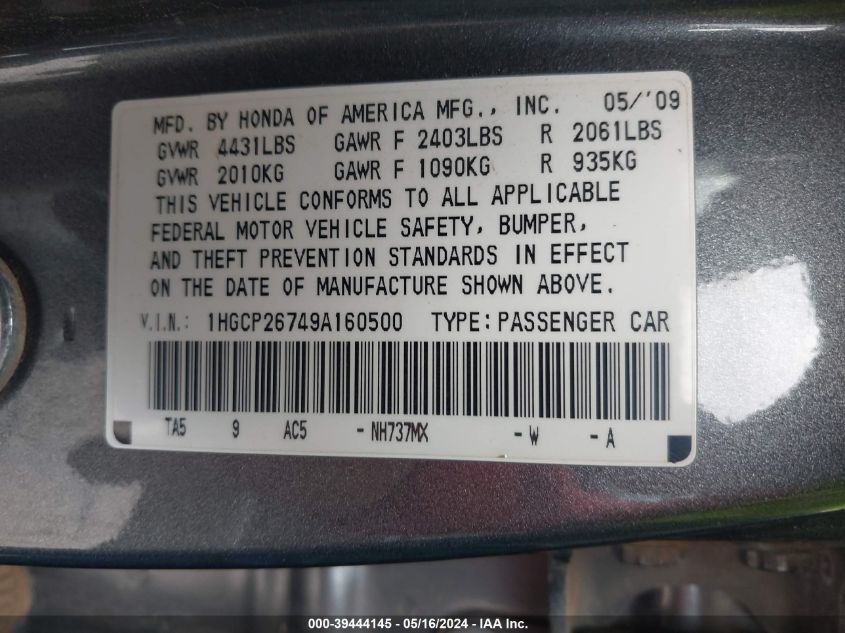 MFD. BY HONDA OF AMERICA MFG., INC. 05/'09
GVWR 4431LBS GAWR F 2403LBS R 2061LBS
GVWR 2010KG GAWR F 1090KG R 935KG
THIS VEHICLE CONFORMS TO ALL APPLICABLE
FEDERAL MOTOR VEHICLE SAFETY, BUMPER,
AND THEFT PREVENTION STANDARDS IN EFFECT
ON THE DATE OF MANUFACTURE SHOWN ABOVE.
V.I.N.: 1HGCP26749A160500 TYPE: PASSENGER CAR
TA5 9 AC5 - NH737MX - W - A
000-39444145 - 05/16/2024 - IAA Inc.